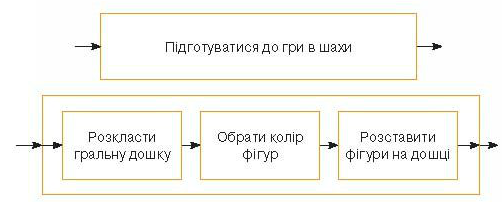 Підготуватися до гри в шахи
Розкласти
гральну дошку
Обрати колір
фігур
Розставити
фігури на дошці